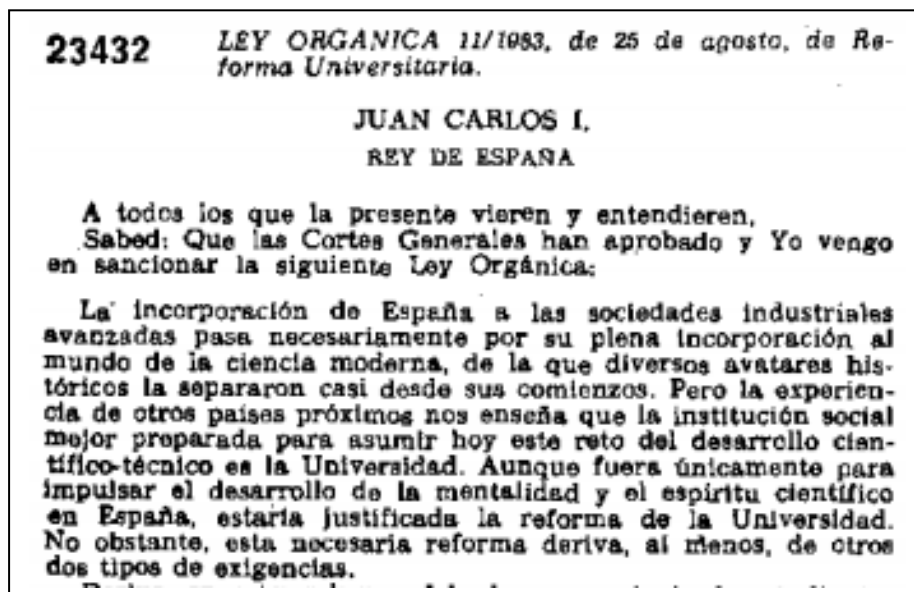 23432 LEY ORGANICA 11/1983, de 25 de agosto, de Re-
forma Universitaria.
JUAN CARLOS I,
REY DE ESPAÑA
A todos los que la presente vieren y entendieren,
Sabed: Que las Cortes Generales han aprobado y Yo vengo
en sancionar la siguiente Ley Orgánica:
La incorporación de España a las sociedades industriales
avanzadas pasa necesariamente por su plena incorporación al
mundo de la ciencia moderna, de la que diversos avatares his-
tóricos la separaron casi desde sus comienzos. Pero la experien-
cia de otros países próximos nos enseña que la institución social
mejor preparada para asumir hoy este reto del desarrollo cien-
tífico-técnico es la Universidad. Aunque fuera únicamente para
impulsar el desarrollo de la mentalidad y el espíritu científico
en España, estaría justificada la reforma de la Universidad.
No obstante, esta necesaria reforma deriva, al menos, de otros
dos tipos de exigencias.